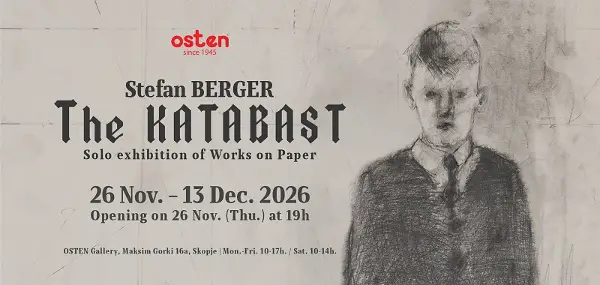 osten
since 1945
Stefan BERGER
The KATABAST
Solo exhibition of Works on Paper
26 Nov. – 13 Dec. 2026
Opening on 26 Nov. (Thu.) at 19h
OSTEN Gallery, Maksim Gorki 16a, Skopje | Mon.-Fri. 10-17h. / Sat. 10-14h.